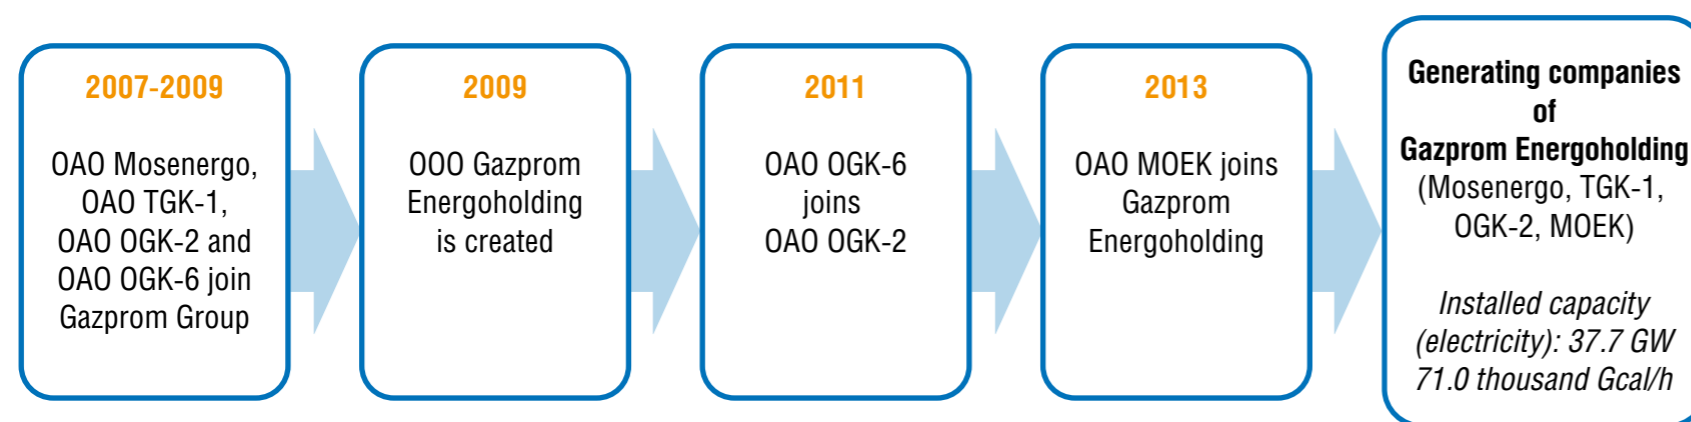 2007-2009
OAO Mosenergo,
OAO TGK-1,
OAO OGK-2 and
OAO OGK-6 join
Gazprom Group
2009
OOO Gazprom
Energoholding
is created
2011
OAO OGK-6
joins
OAO OGK-2
2013
OAO MOEK joins
Gazprom
Energoholding
Generating companies
of
Gazprom Energoholding
(Mosenergo, TGK-1,
OGK-2, MOEK)
Installed capacity
(electricity): 37.7 GW
71.0 thousand Gcal/h